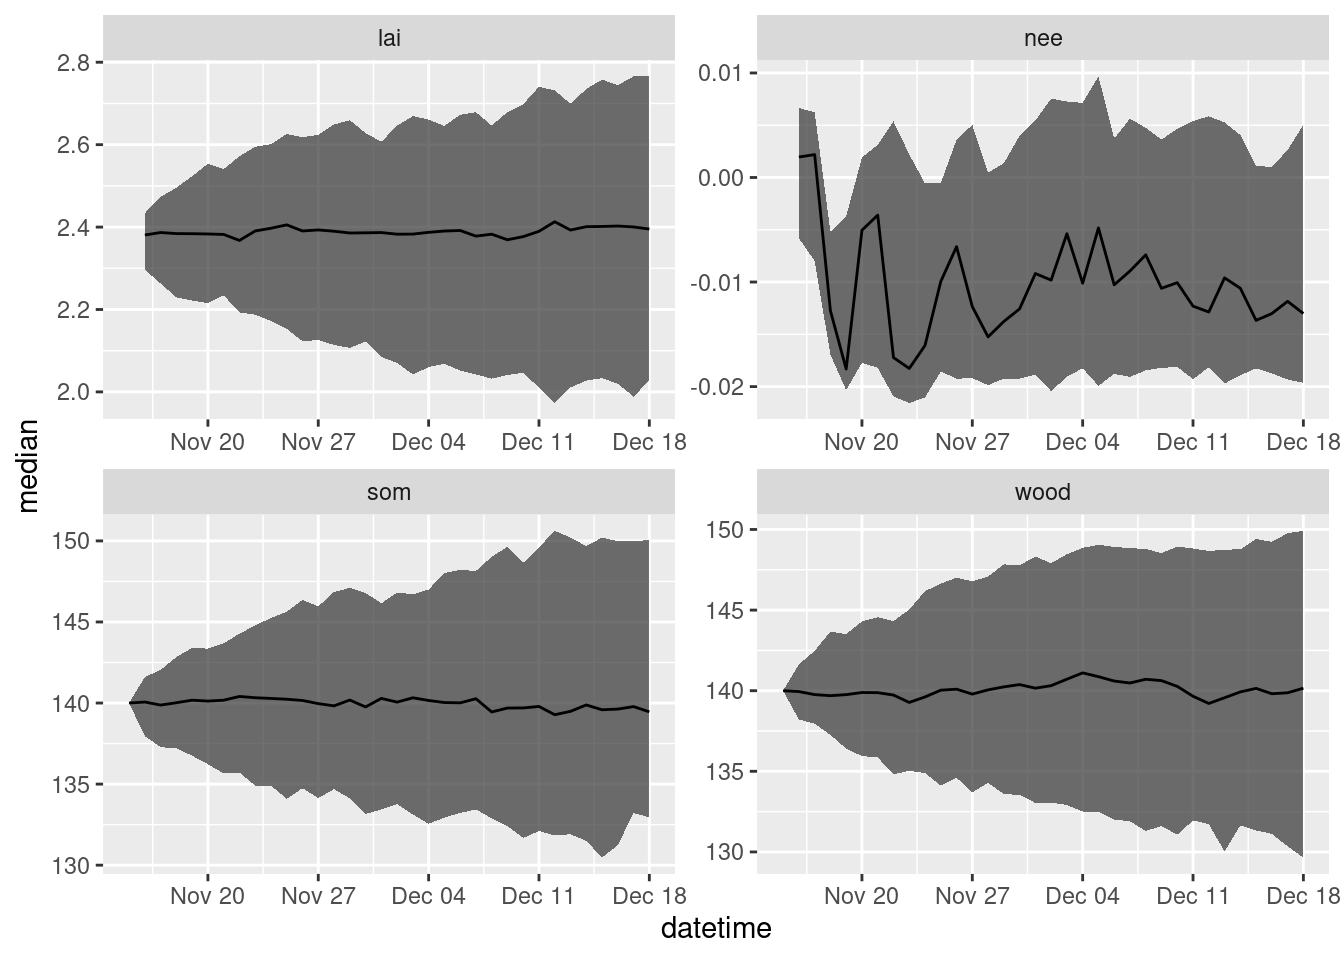 lai
nee
2.8
2.6
2.4
2.2
2.0
0.01
0.00
-0.01
-0.02
Nov 20 Nov 27 Dec 04 Dec 11 Dec 18
Nov 20 Nov 27 Dec 04 Dec 11 Dec 18
median
som
wood
150
145
140
135
130
150
145
140
135
130
Nov 20 Nov 27 Dec 04 Dec 11 Dec 18
Nov 20 Nov 27 Dec 04 Dec 11 Dec 18
datetime